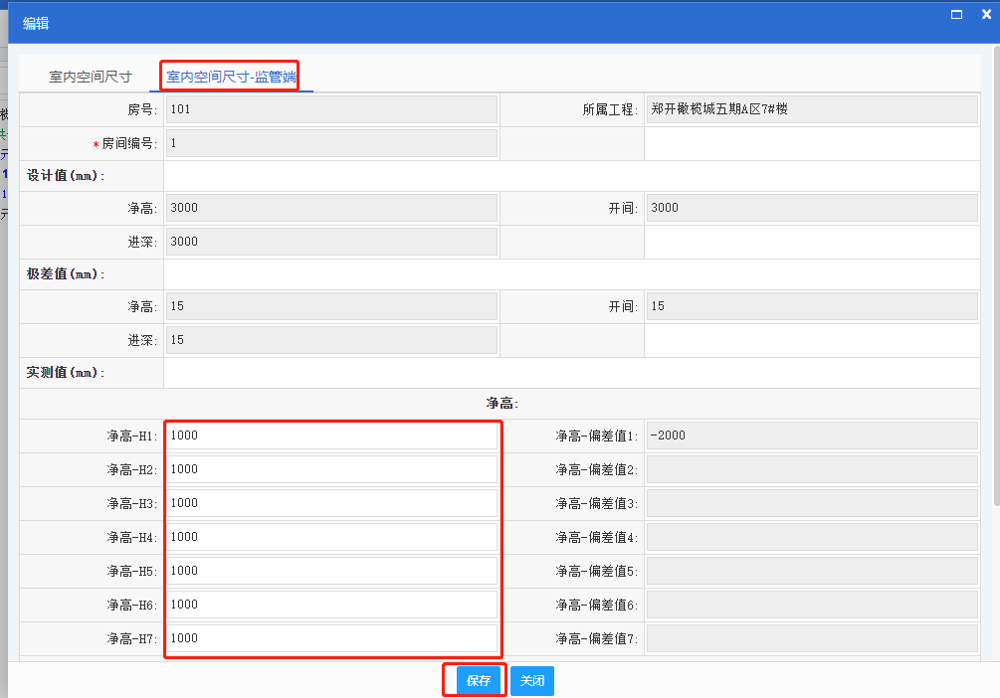 编辑
室内空间尺寸 室内空间尺寸-监管端
房号: 101 所属工程: 郑开橄榄城五期A区7#楼
*房间编号: 1
设计值(mm):
净高: 3000 开间: 3000
进深: 3000
极差值(mm):
净高: 15 开间: 15
进深: 15
实测值(mm):
净高:
净高-H1: 1000 净高-偏差值1: -2000
净高-H2: 1000 净高-偏差值2:
净高-H3: 1000 净高-偏差值3:
净高-H4: 1000 净高-偏差值4:
净高-H5: 1000 净高-偏差值5:
净高-H6: 1000 净高-偏差值6:
净高-H7: 1000 净高-偏差值7:
保存 关闭